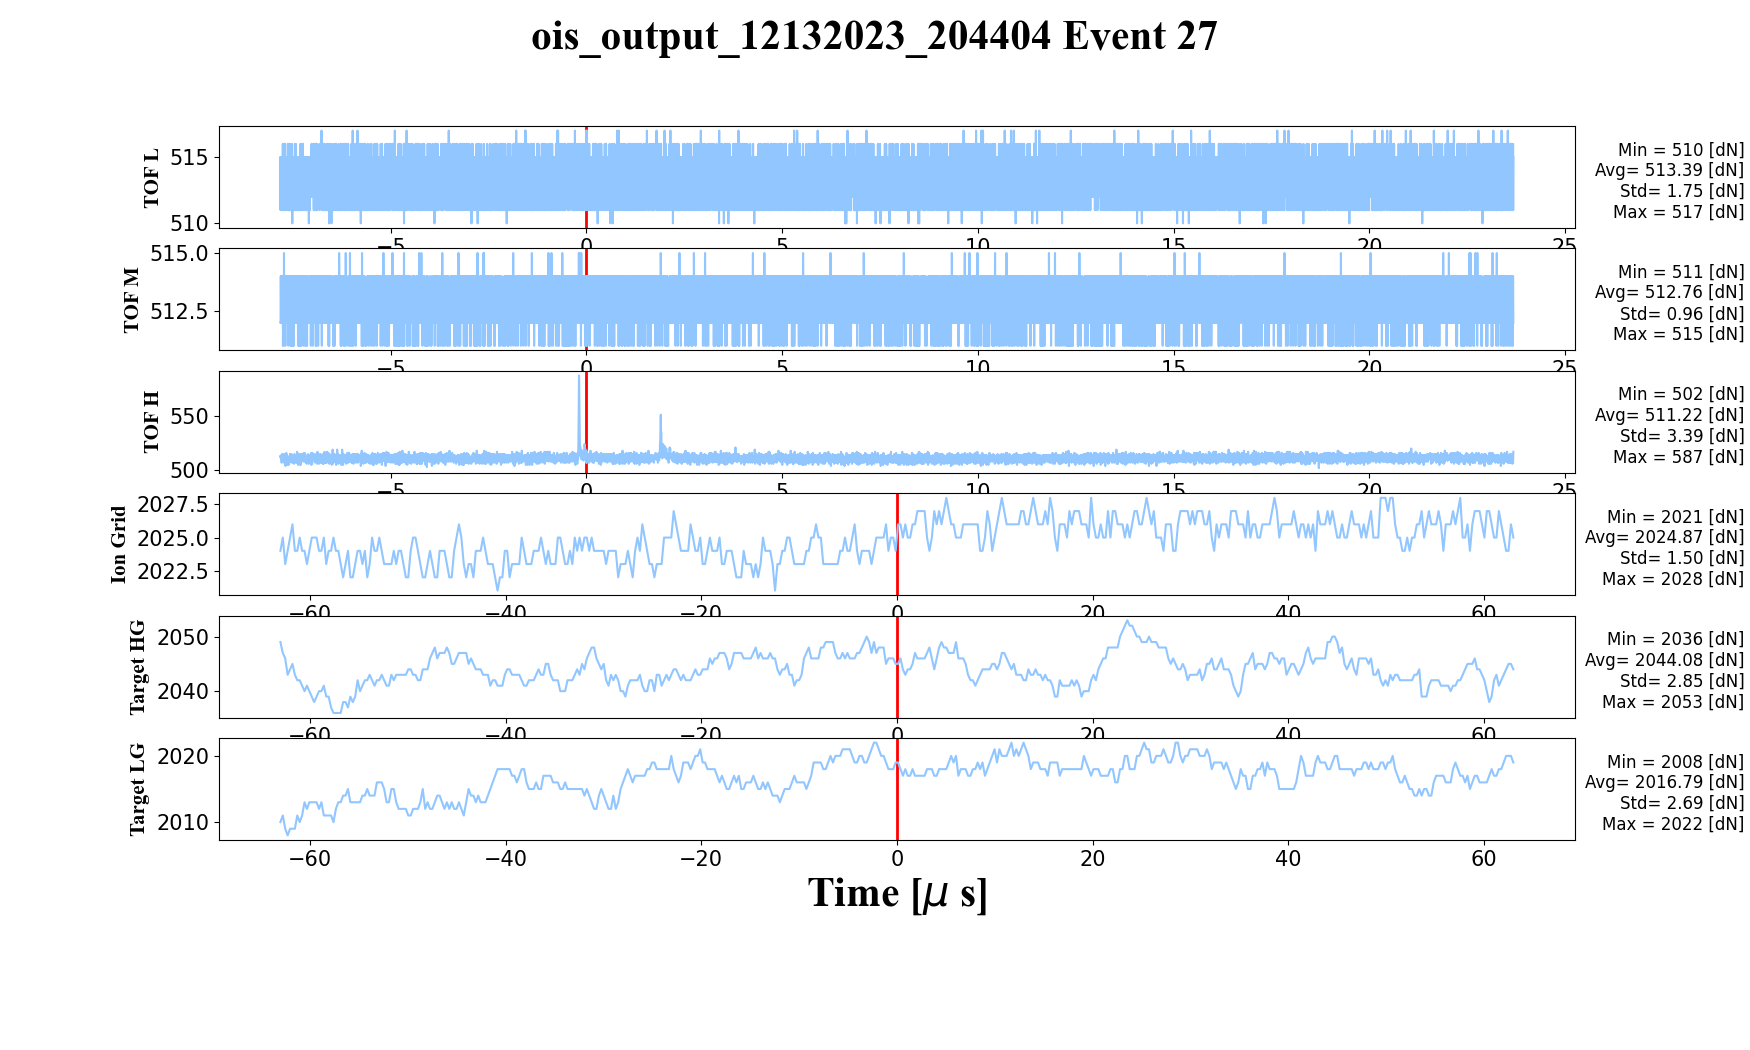 ois_output_12132023_204404 Event 27
TOF L
515
510
−5 0 5 10 15 20 25
Min = 510 [dN]
Avg= 513.39 [dN]
Std= 1.75 [dN]
Max = 517 [dN]
TOF M
515.0
512.5
−5 0 5 10 15 20 25
Min = 511 [dN]
Avg= 512.76 [dN]
Std= 0.96 [dN]
Max = 515 [dN]
TOF H
550
500
−5 0 5 10 15 20 25
Min = 502 [dN]
Avg= 511.22 [dN]
Std= 3.39 [dN]
Max = 587 [dN]
Ion Grid
2027.5
2025.0
2022.5
−60 −40 −20 0 20 40 60
Min = 2021 [dN]
Avg= 2024.87 [dN]
Std= 1.50 [dN]
Max = 2028 [dN]
Target HG
2050
2040
−60 −40 −20 0 20 40 60
Min = 2036 [dN]
Avg= 2044.08 [dN]
Std= 2.85 [dN]
Max = 2053 [dN]
Target LG
2020
2010
−60 −40 −20 0 20 40 60
Min = 2008 [dN]
Avg= 2016.79 [dN]
Std= 2.69 [dN]
Max = 2022 [dN]
Time [μ s]